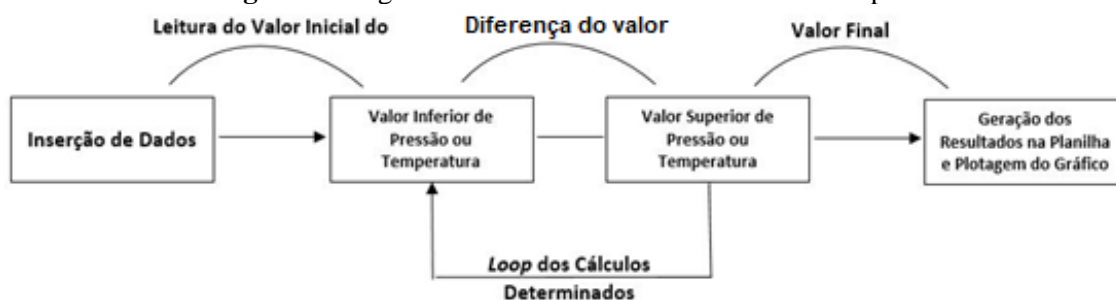 Leitura do Valor Inicial do
Diferença do valor
Valor Final
Inserção de Dados
Valor Inferior de
Pressão ou
Temperatura
Valor Superior de
Pressão ou
Temperatura
Geração dos
Resultados na Planilha
e Plotagem do Gráfico
Loop dos Cálculos
Determinados